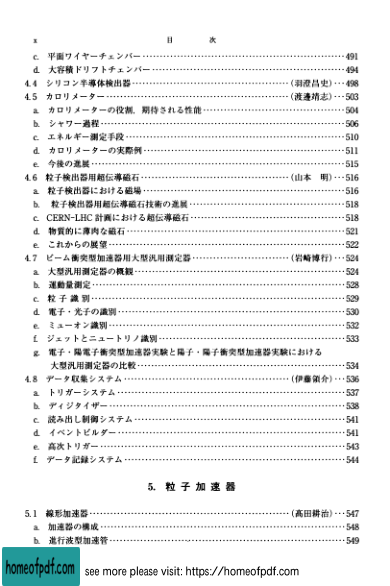 x 目 次
c. 平面ワイヤーチェンバー……491
d. 大容積ドリフトチェンバー……494
4.4 シリコン半導体検出器……(羽澄昌史)…498
4.5 カロリメーター……(渡邊靖志)…503
a. カロリメーターの役割, 期待される性能……504
b. シャワー過程……506
c. エネルギー測定手段……510
d. カロリメーターの実際例……511
e. 今後の進展……515
4.6 粒子検出器用超伝導磁石……(山本 明)…516
a. 粒子検出器における磁場……516
b. 粒子検出器用超伝導磁石技術の進展……518
c. CERN-LHC 計画における超伝導磁石……518
d. 物質的に薄肉な磁石……521
e. これからの展望……522
4.7 ビーム衝突型加速器用大型汎用測定器……(岩崎博行)…524
a. 大型汎用測定器の概観……524
b. 運動量測定……528
c. 粒子識別……529
d. 電子・光子の識別……530
e. ミューオン識別……532
f. ジェットとニュートリノ識別……533
g. 電子・陽電子衝突型加速器実験と陽子・陽子衝突型加速器実験における
大型汎用測定器の比較……534
4.8 データ収集システム……(伊藤領介)…536
a. トリガーシステム……537
b. ディジタイザー……538
c. 読み出し制御システム……541
d. イベントビルダー……541
e. 高次トリガー……543
f. データ記録システム……544
5. 粒子加速器
5.1 線形加速器……(髙田耕治)…547
a. 加速器の構成……548
b. 進行波型加速管……549
homeofpdf.com see more please visit: https://homeofpdf.com